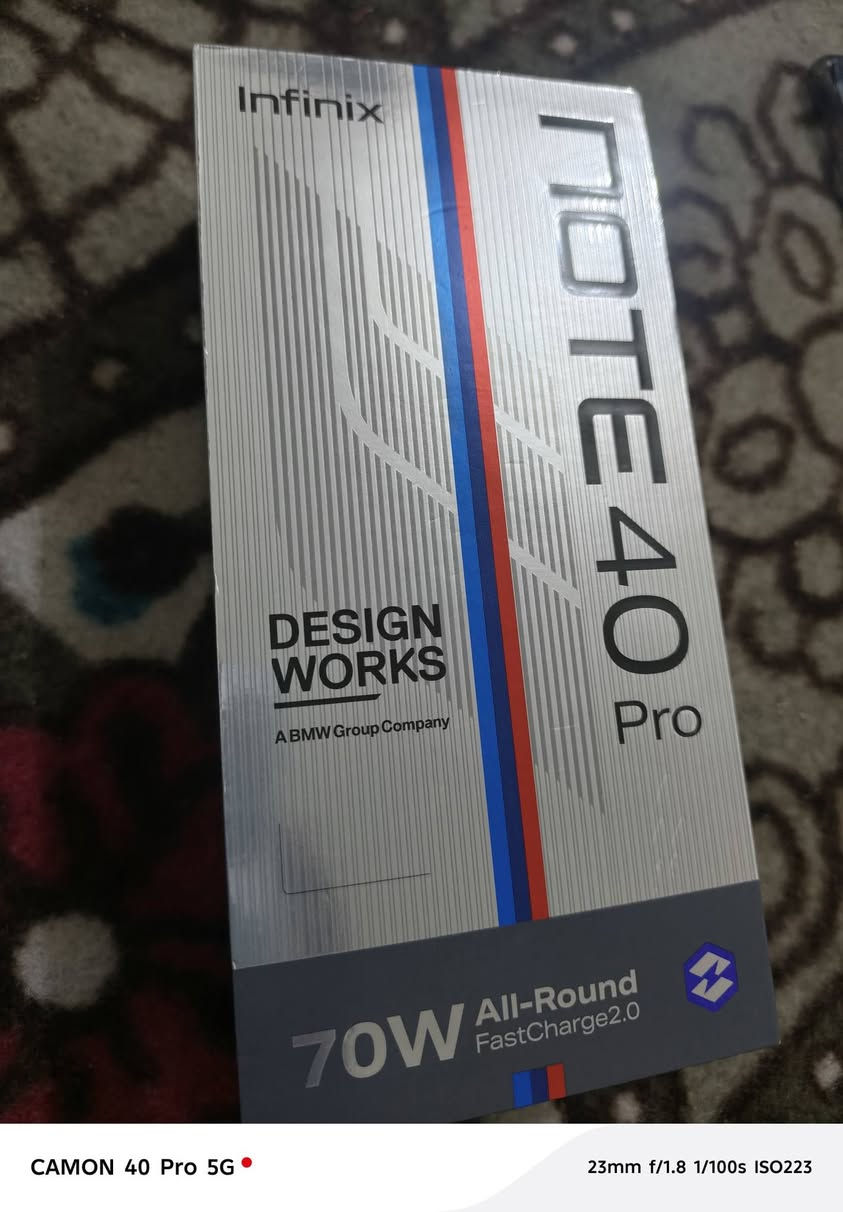 Infinix
NOTE 40 Pro
DESIGN
WORKS
A BMW Group Company
70W All-Round
FastCharge2.0
CAMON 40 Pro 5G
23mm f/1.8 1/100s ISO223